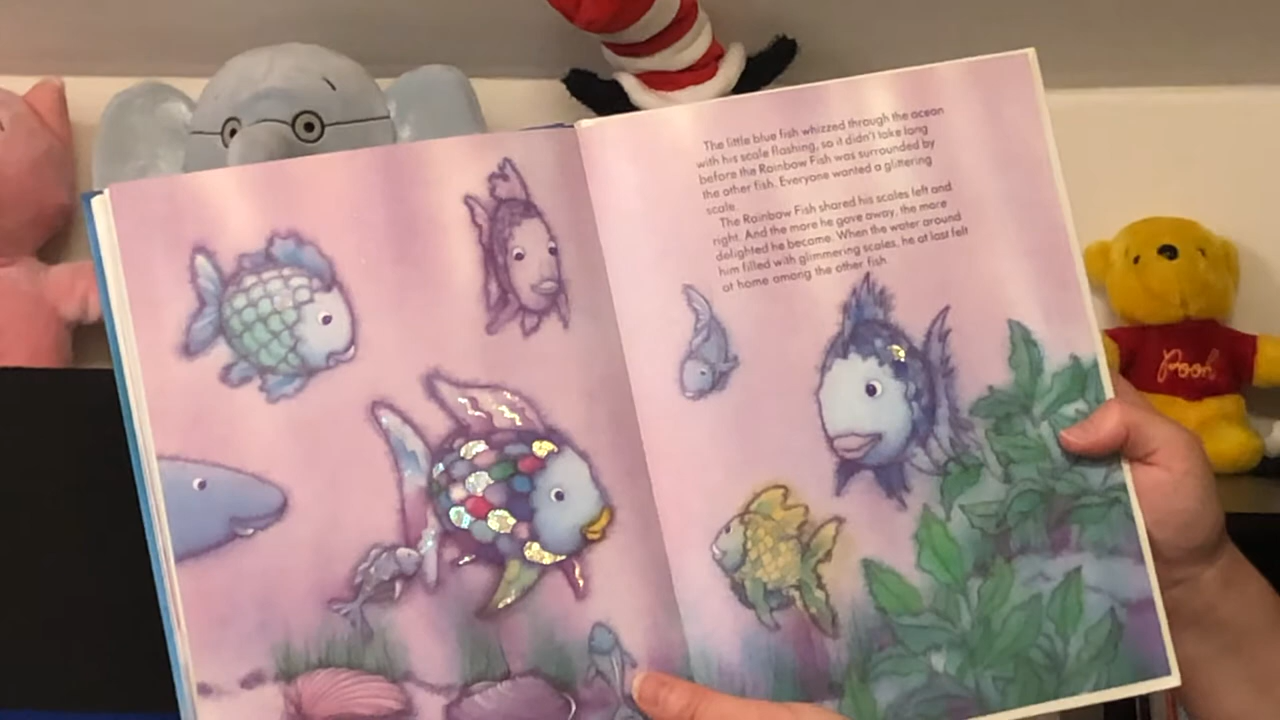 The little blue fish whizzed through the ocean
with his scale flashing, so it didn't take long
before the Rainbow Fish was surrounded by
the other fish. Everyone wanted a glittering
scale.
The Rainbow Fish shared his scales left and
right. And the more he gave away, the more
delighted he became. When the water around
him filled with glimmering scales, he at last felt
at home among the other fish.
Pooh